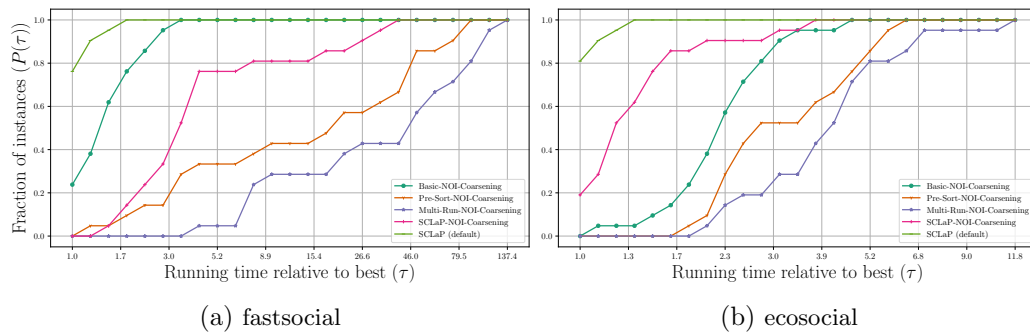 Fraction of instances (P(τ))
1.0
0.8
0.6
0.4
0.2
0.0
Basic-NOI-Coarsening
Pre-Sort-NOI-Coarsening
Multi-Run-NOI-Coarsening
SCLaP-NOI-Coarsening
SCLaP (default)
1.0 1.7 3.0 5.2 8.9 15.4 26.6 46.0 79.5 137.4
Running time relative to best (τ)
(a) fastsocial
1.0
0.8
0.6
0.4
0.2
0.0
Basic-NOI-Coarsening
Pre-Sort-NOI-Coarsening
Multi-Run-NOI-Coarsening
SCLaP-NOI-Coarsening
SCLaP (default)
1.0 1.3 1.7 2.3 3.0 3.9 5.2 6.8 9.0 11.8
Running time relative to best (τ)
(b) ecosocial